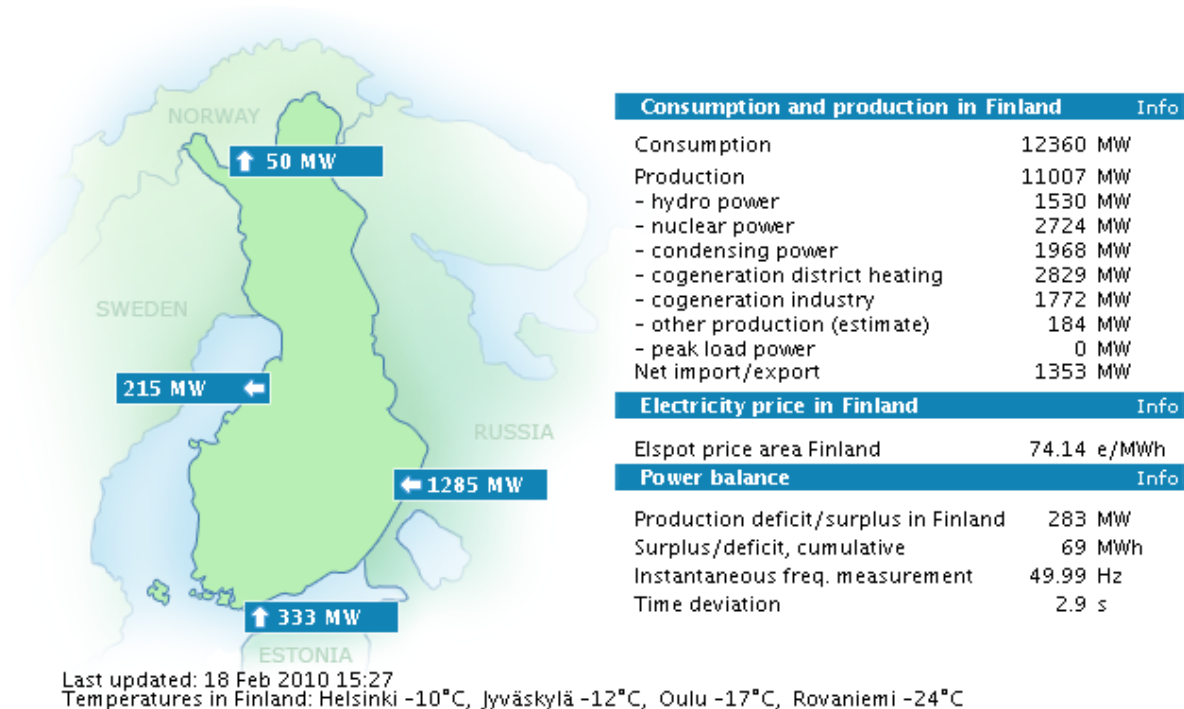 NORWAY
50 MW
SWEDEN
215 MW
RUSSIA
1285 MW
333 MW
ESTONIA
Consumption and production in Finland Info
Consumption 12360 MW
Production 11007 MW
- hydro power 1530 MW
- nuclear power 2724 MW
- condensing power 1968 MW
- cogeneration district heating 2829 MW
- cogeneration industry 1772 MW
- other production (estimate) 184 MW
- peak load power 0 MW
Net import/export 1353 MW
Electricity price in Finland Info
Elspot price area Finland 74.14 e/MWh
Power balance Info
Production deficit/surplus in Finland 283 MW
Surplus/deficit, cumulative 69 MWh
Instantaneous freq. measurement 49.99 Hz
Time deviation 2.9 s
Last updated: 18 Feb 2010 15:27
Temperatures in Finland: Helsinki -10°C, Jyväskylä -12°C, Oulu -17°C, Rovaniemi -24°C